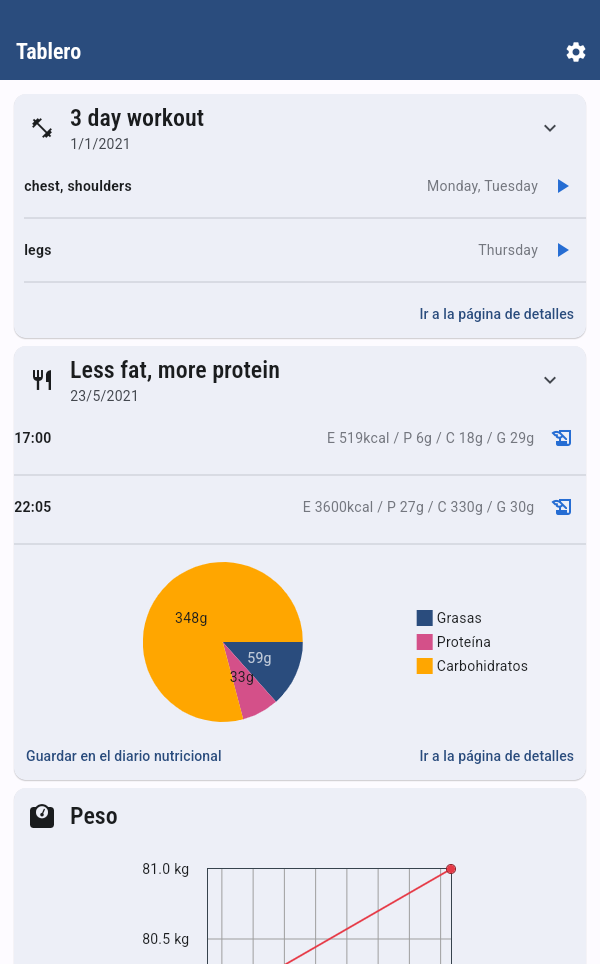 Tablero
3 day workout
1/1/2021
chest, shoulders Monday, Tuesday
legs Thursday
Ir a la página de detalles
Less fat, more protein
23/5/2021
17:00 E 519kcal / P 6g / C 18g / G 29g
22:05 E 3600kcal / P 27g / C 330g / G 30g
348g
59g
33g
Grasas
Proteína
Carbohidratos
Guardar en el diario nutricional Ir a la página de detalles
Peso
81.0 kg
80.5 kg